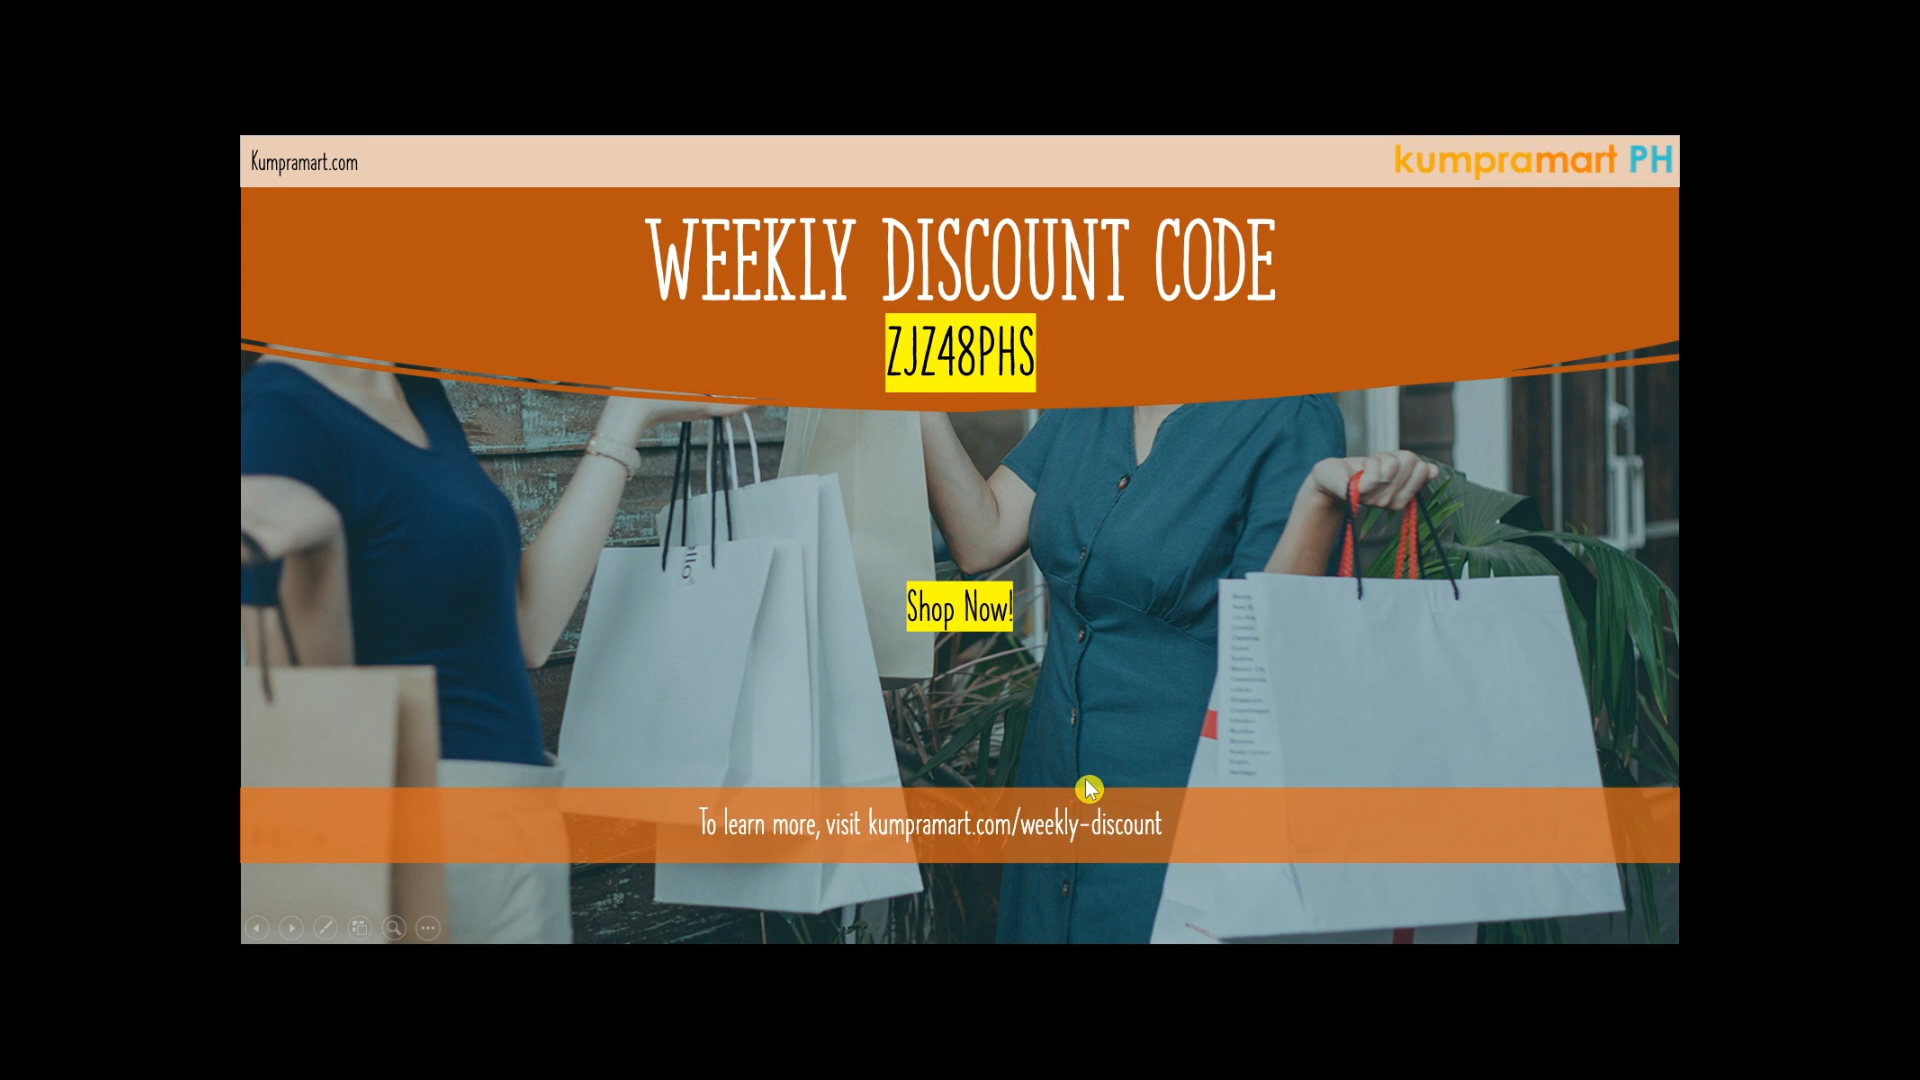 Kumpramart.com
kumpramart PH
WEEKLY DISCOUNT CODE
ZJZ48PHS
Shop Now!
To learn more, visit kumpramart.com/weekly-discount